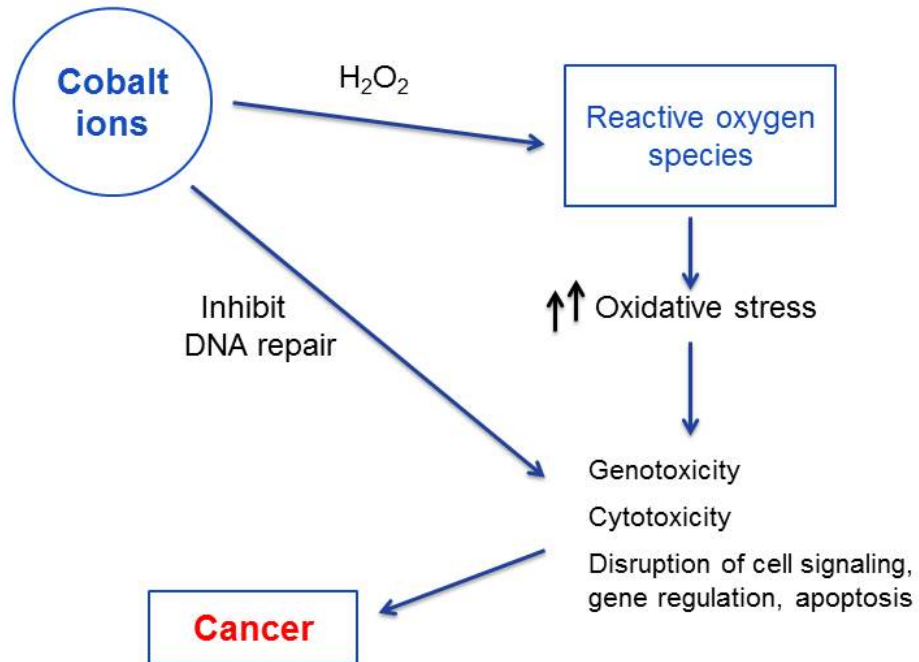 Cobalt
ions
H₂O₂
Reactive oxygen
species
Inhibit
DNA repair
↑↑ Oxidative stress
Genotoxicity
Cytotoxicity
Disruption of cell signaling,
gene regulation, apoptosis
Cancer